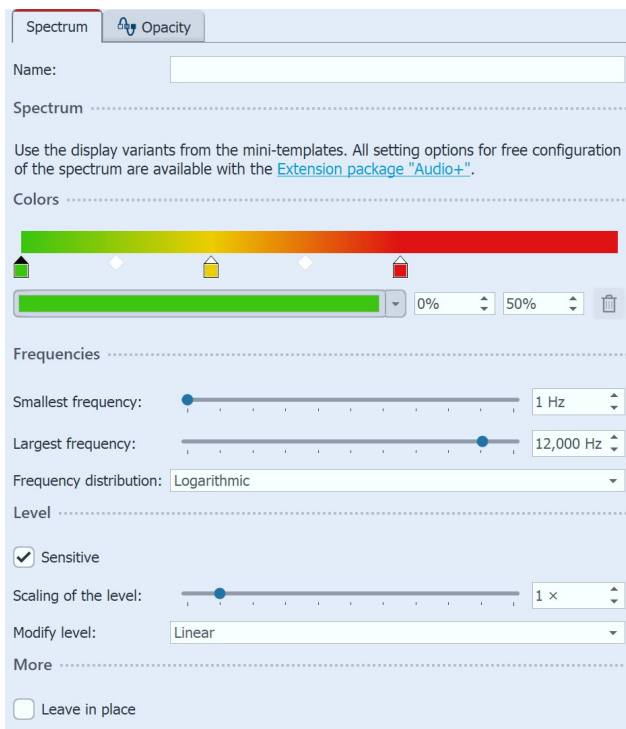 Spectrum Opacity
Name:
Spectrum
Use the display variants from the mini-templates. All setting options for free configuration
of the spectrum are available with the Extension package "Audio+".
Colors
0% 50%
Frequencies
Smallest frequency: 1 Hz
Largest frequency: 12,000 Hz
Frequency distribution: Logarithmic
Level
Sensitive
Scaling of the level: 1 ×
Modify level: Linear
More
Leave in place